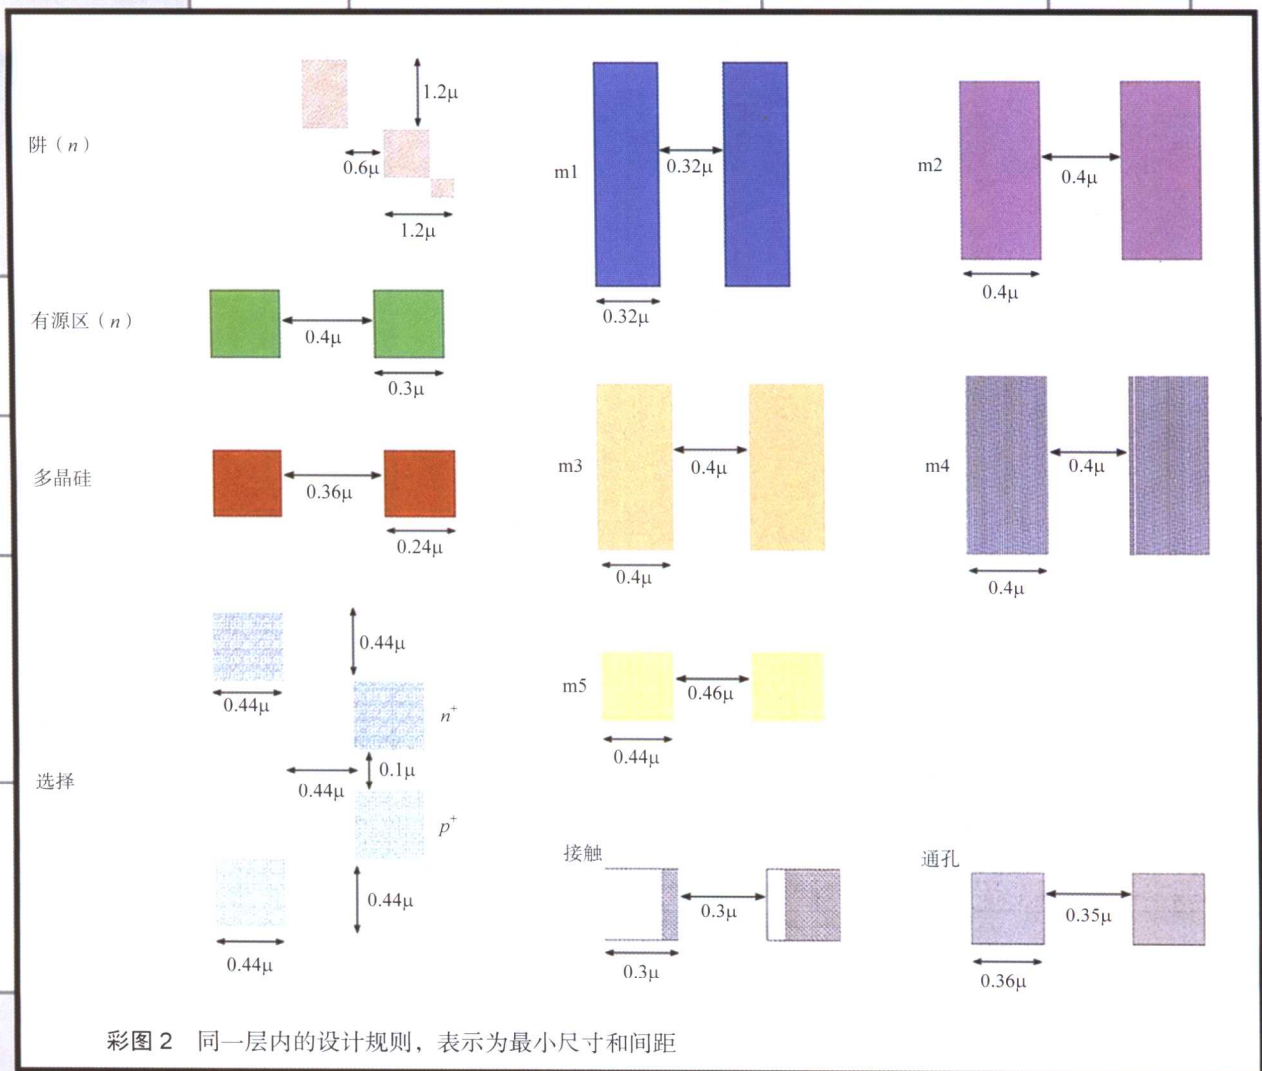 阱（n）
1.2μ
0.6μ
1.2μ
有源区（n）
0.4μ
0.3μ
多晶硅
0.36μ
0.24μ
选择
0.44μ
0.44μ
n⁺
0.44μ
0.1μ
p⁺
0.44μ
0.44μ
m1
0.32μ
0.32μ
m2
0.4μ
0.4μ
m3
0.4μ
0.4μ
m4
0.4μ
0.4μ
m5
0.46μ
0.44μ
接触
0.3μ
0.3μ
通孔
0.35μ
0.36μ
彩图 2 同一层内的设计规则，表示为最小尺寸和间距